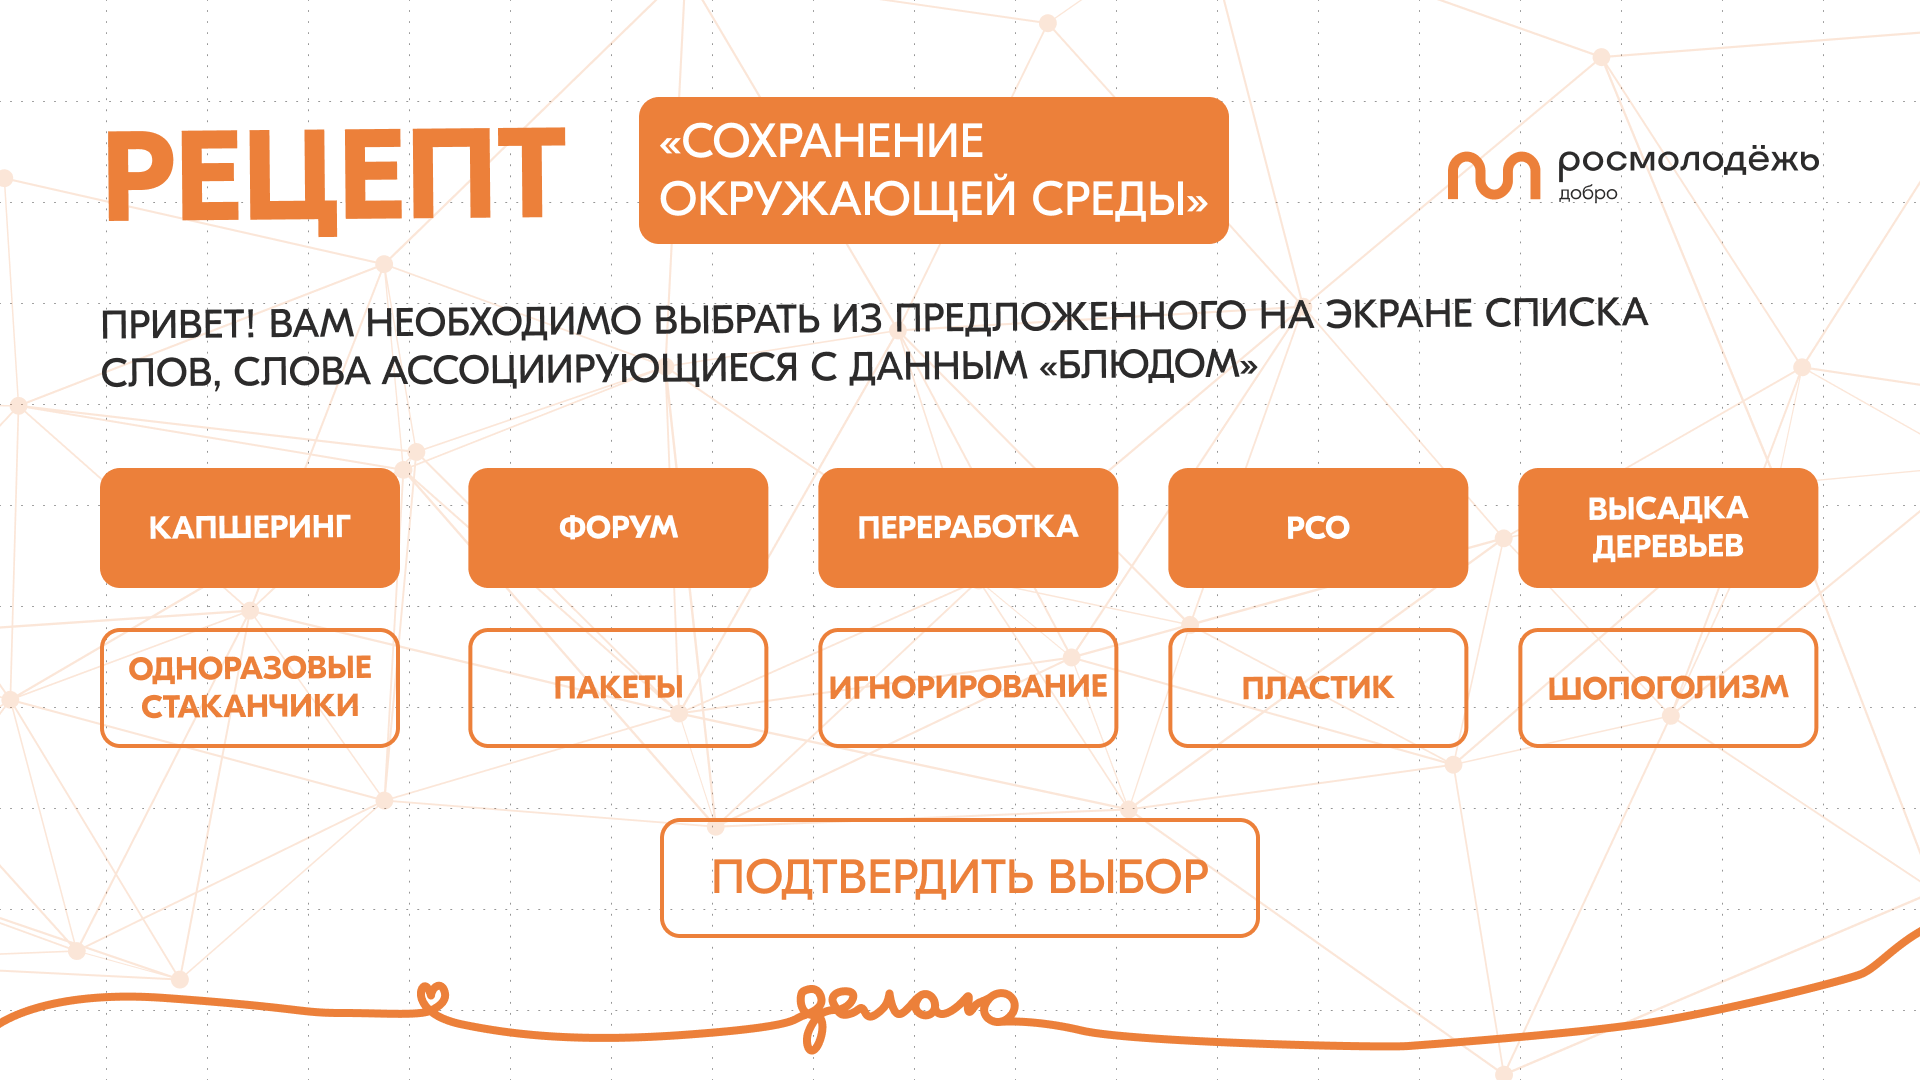 РЕЦЕПТ
«СОХРАНЕНИЕ
ОКРУЖАЮЩЕЙ СРЕДЫ»
росмолодёжь
добро
ПРИВЕТ! ВАМ НЕОБХОДИМО ВЫБРАТЬ ИЗ ПРЕДЛОЖЕННОГО НА ЭКРАНЕ СПИСКА
СЛОВ, СЛОВА АССОЦИИРУЮЩИЕСЯ С ДАННЫМ «БЛЮДОМ»
КАПШЕРИНГ
ФОРУМ
ПЕРЕРАБОТКА
РСО
ВЫСАДКА
ДЕРЕВЬЕВ
ОДНОРАЗОВЫЕ
СТАКАНЧИКИ
ПАКЕТЫ
ИГНОРИРОВАНИЕ
ПЛАСТИК
ШОПОГОЛИЗМ
ПОДТВЕРДИТЬ ВЫБОР
делаю